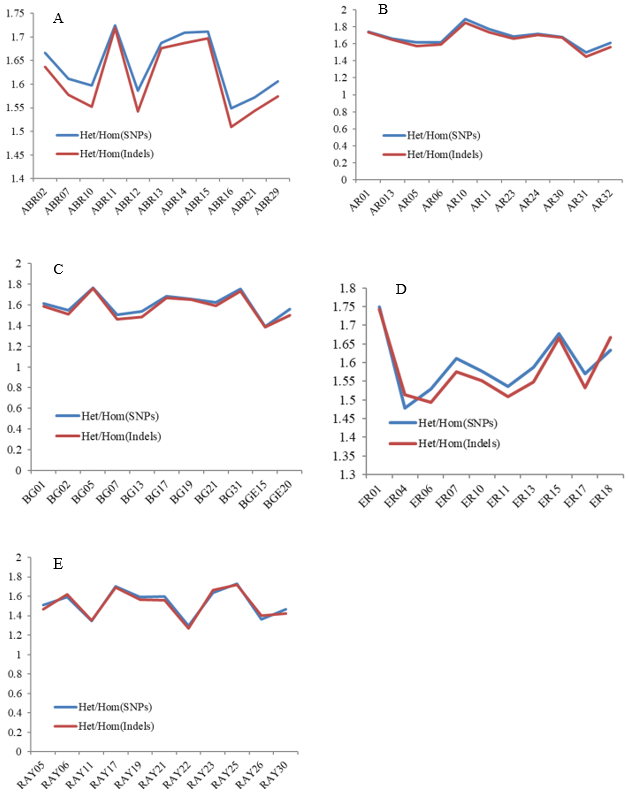 A
1.75
1.7
1.65
1.6
1.55
1.5
1.45
1.4
Het/Hom(SNPs)
Het/Hom(Indels)
ABR02 ABR07 ABR10 ABR11 ABR12 ABR13 ABR14 ABR15 ABR16 ABR21 ABR29
B
2
1.8
1.6
1.4
1.2
1
0.8
0.6
0.4
0.2
0
Het/Hom(SNPs)
Het/Hom(Indels)
AR01 AR013 AR05 AR06 AR10 AR11 AR23 AR24 AR30 AR31 AR32
C
2
1.8
1.6
1.4
1.2
1
0.8
0.6
0.4
0.2
0
Het/Hom(SNPs)
Het/Hom(Indels)
BG01 BG02 BG05 BG07 BG13 BG17 BG19 BG21 BG31 BGE15 BGE20
D
1.8
1.75
1.7
1.65
1.6
1.55
1.5
1.45
1.4
1.35
1.3
Het/Hom(SNPs)
Het/Hom(Indels)
ER01 ER04 ER06 ER07 ER10 ER11 ER13 ER15 ER17 ER18
E
2
1.8
1.6
1.4
1.2
1
0.8
0.6
0.4
0.2
0
Het/Hom(SNPs)
Het/Hom(Indels)
RAY05 RAY06 RAY11 RAY17 RAY19 RAY21 RAY22 RAY23 RAY25 RAY26 RAY30